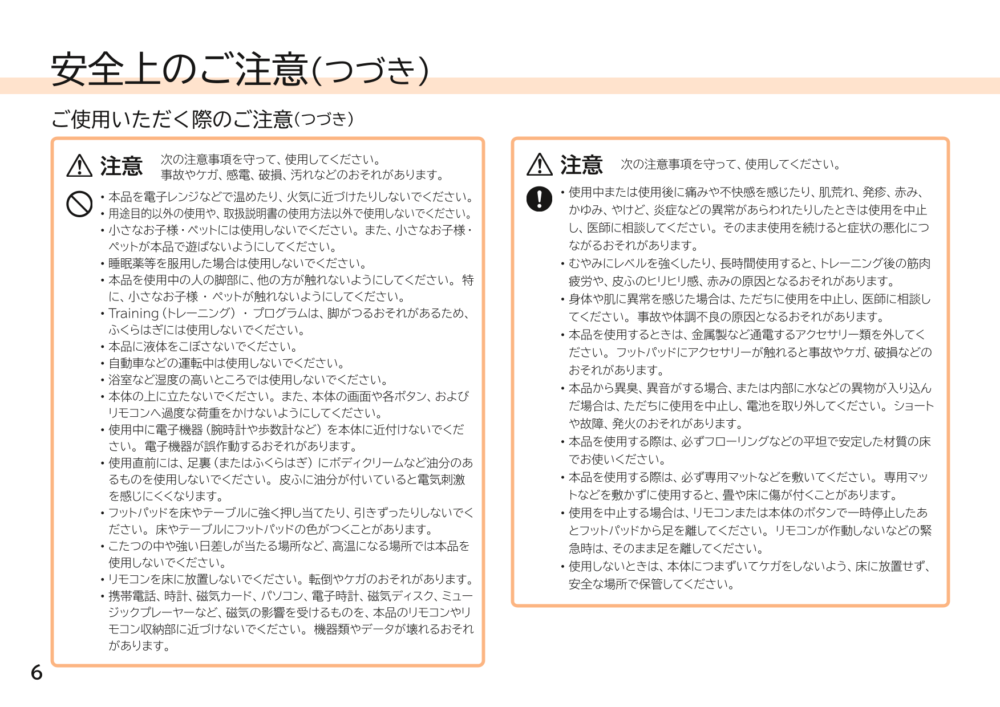 安全上のご注意(つづき)
ご使用いただく際のご注意(つづき)
注意
次の注意事項を守って、使用してください。
事故やケガ、感電、破損、汚れなどのおそれがあります。
・本品を電子レンジなどで温めたり、火気に近づけたりしないでください。
・用途目的以外の使用や、取扱説明書の使用方法以外で使用しないでください。
・小さなお子様・ペットには使用しないでください。また、小さなお子様・
ペットが本品で遊ばないようにしてください。
・睡眠薬等を服用した場合は使用しないでください。
・本品を使用中の人の脚部に、他の方が触れないようにしてください。特
に、小さなお子様・ペットが触れないようにしてください。
・Training（トレーニング）・プログラムは、脚がつるおそれがあるため、
ふくらはぎには使用しないでください。
・本品に液体をこぼさないでください。
・自動車などの運転中は使用しないでください。
・浴室など湿度の高いところでは使用しないでください。
・本体の上に立たないでください。また、本体の画面や各ボタン、および
リモコンへ過度な荷重をかけないようにしてください。
・使用中に電子機器（腕時計や歩数計など）を本体に近付けないでくだ
さい。電子機器が誤作動するおそれがあります。
・使用直前には、足裏（またはふくらはぎ）にボディクリームなど油分のあ
るものを使用しないでください。皮ふに油分が付いていると電気刺激
を感じにくくなります。
・フットパッドを床やテーブルに強く押し当てたり、引きずったりしないでく
ださい。床やテーブルにフットパッドの色がつくことがあります。
・こたつの中や強い日差しが当たる場所など、高温になる場所では本品を
使用しないでください。
・リモコンを床に放置しないでください。転倒やケガのおそれがあります。
・携帯電話、時計、磁気カード、パソコン、電子時計、磁気ディスク、ミュー
ジックプレーヤーなど、磁気の影響を受けるものを、本品のリモコンやリ
モコン収納部に近づけないでください。機器類やデータが壊れるおそれ
があります。
注意
次の注意事項を守って、使用してください。
・使用中または使用後に痛みや不快感を感じたり、肌荒れ、発疹、赤み、
かゆみ、やけど、炎症などの異常があらわれたりしたときは使用を中止
し、医師に相談してください。そのまま使用を続けると症状の悪化につ
ながるおそれがあります。
・むやみにレベルを強くしたり、長時間使用すると、トレーニング後の筋肉
疲労や、皮ふのヒリヒリ感、赤みの原因となるおそれがあります。
・身体や肌に異常を感じた場合は、ただちに使用を中止し、医師に相談し
てください。事故や体調不良の原因となるおそれがあります。
・本品を使用するときは、金属製など通電するアクセサリー類を外してく
ださい。フットパッドにアクセサリーが触れると事故やケガ、破損などの
おそれがあります。
・本品から異臭、異音がする場合、または内部に水などの異物が入り込ん
だ場合は、ただちに使用を中止し、電池を取り外してください。ショート
や故障、発火のおそれがあります。
・本品を使用する際は、必ずフローリングなどの平坦で安定した材質の床
でお使いください。
・本品を使用する際は、必ず専用マットなどを敷いてください。専用マッ
トなどを敷かずに使用すると、畳や床に傷が付くことがあります。
・使用を中止する場合は、リモコンまたは本体のボタンで一時停止したあ
とフットパッドから足を離してください。リモコンが作動しないなどの緊
急時は、そのまま足を離してください。
・使用しないときは、本体につまずいてケガをしないよう、床に放置せず、
安全な場所で保管してください。
6